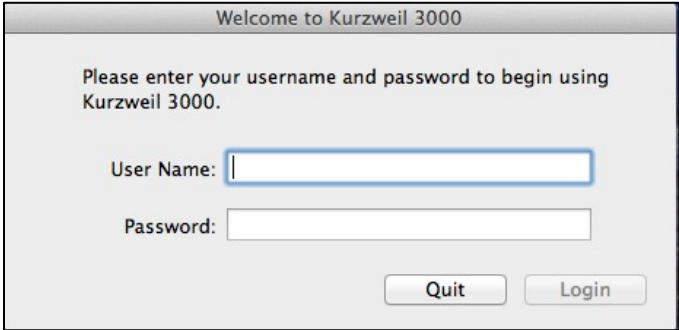 Welcome to Kurzweil 3000
Please enter your username and password to begin using
Kurzweil 3000.
User Name:
Password:
Quit Login